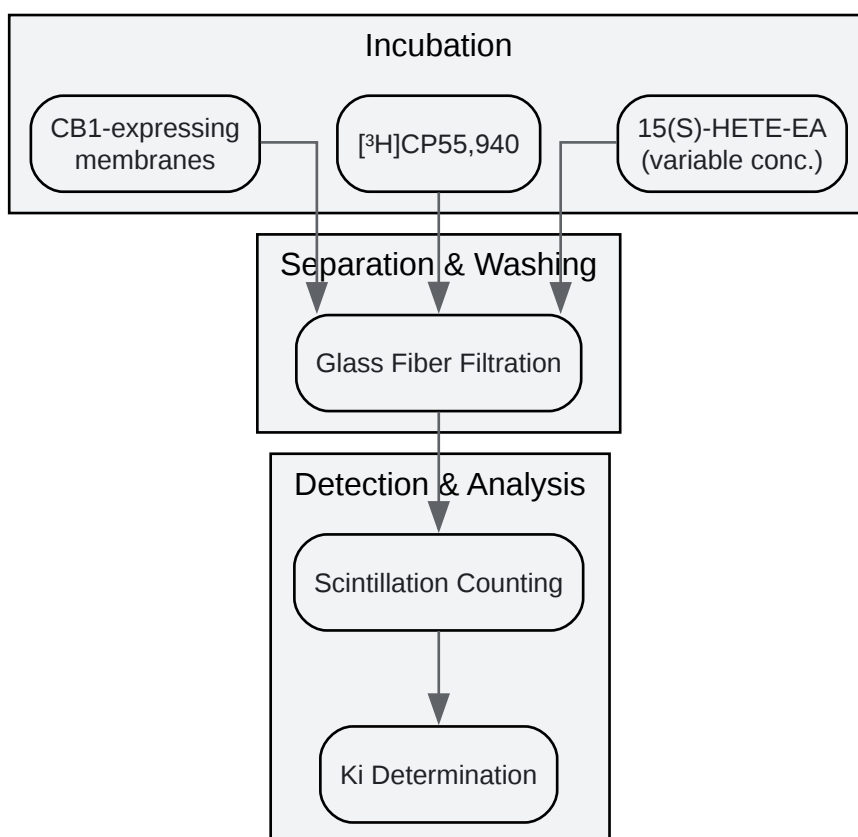 Incubation
CB1-expressing
membranes
[³H]CP55,940
15(S)-HETE-EA
(variable conc.)
Separation & Washing
Glass Fiber Filtration
Detection & Analysis
Scintillation Counting
Ki Determination